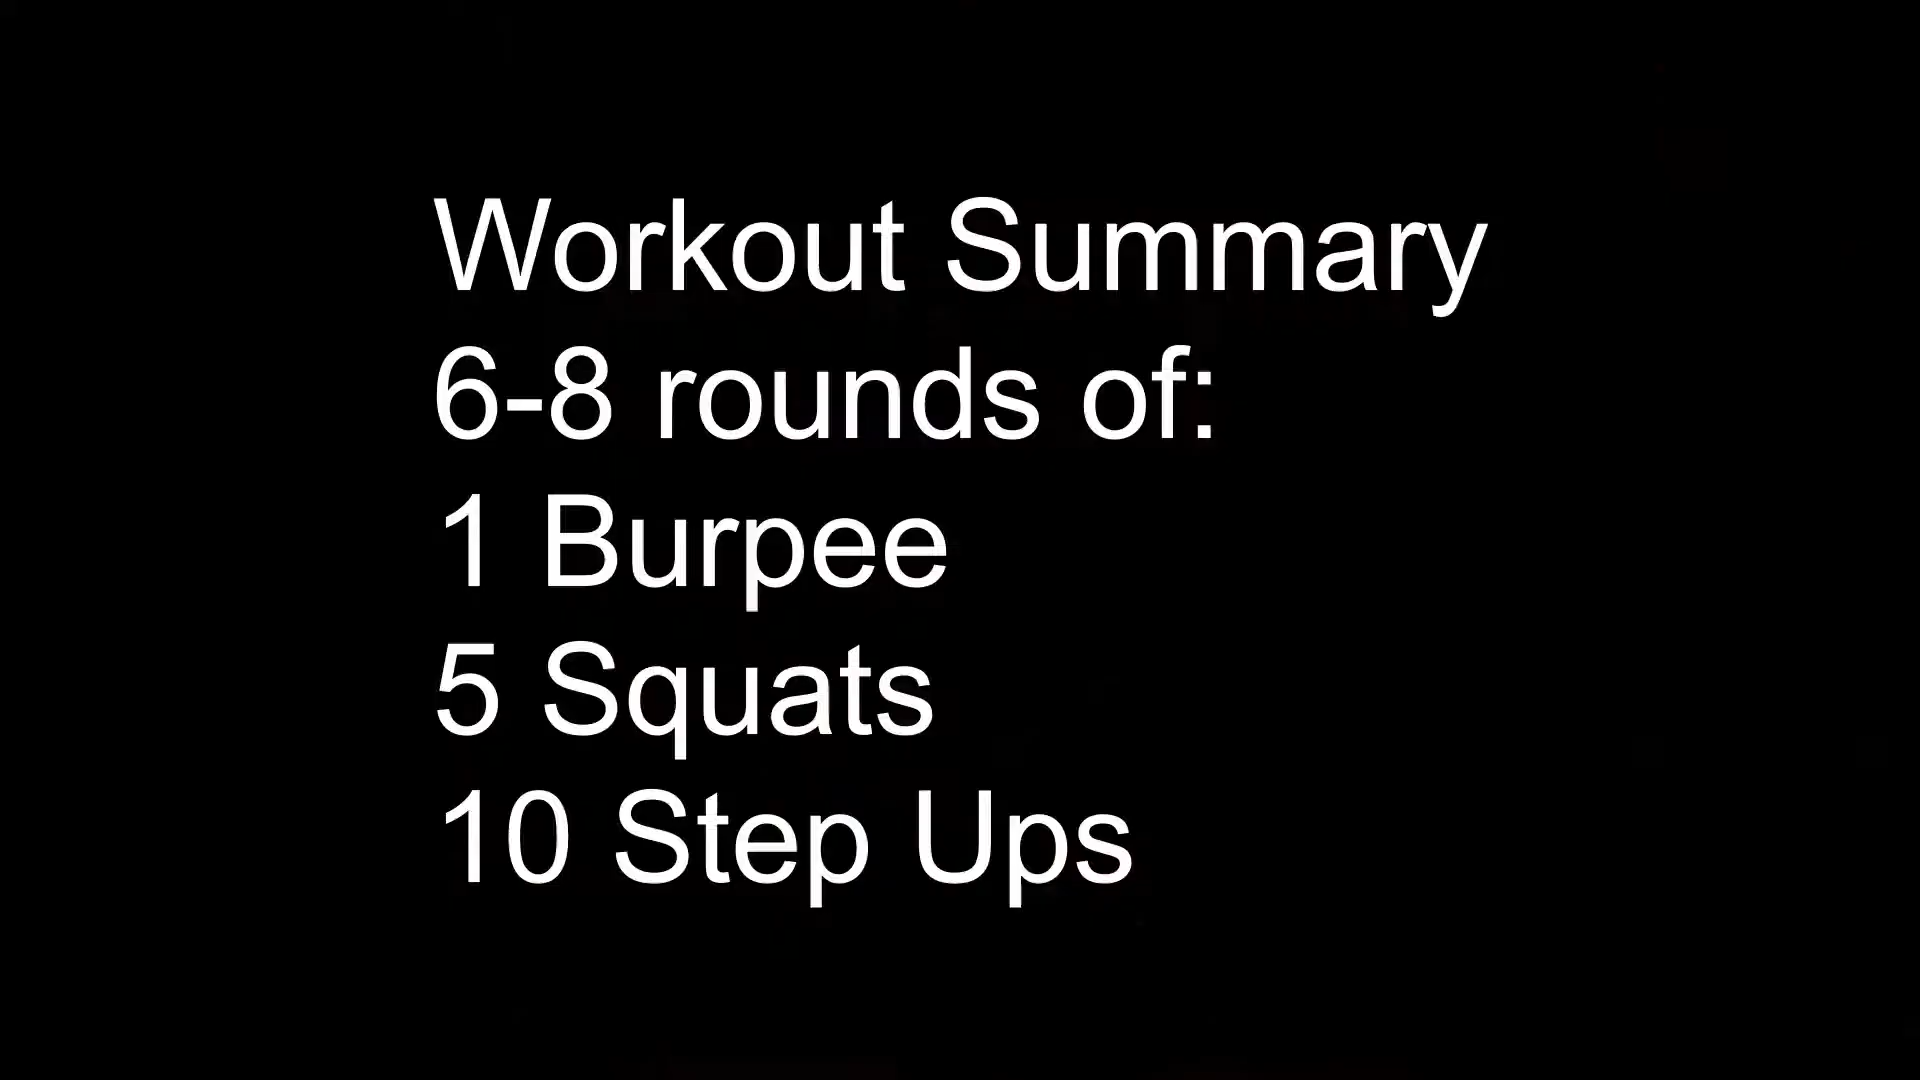 Workout Summary
6-8 rounds of:
1 Burpee
5 Squats
10 Step Ups